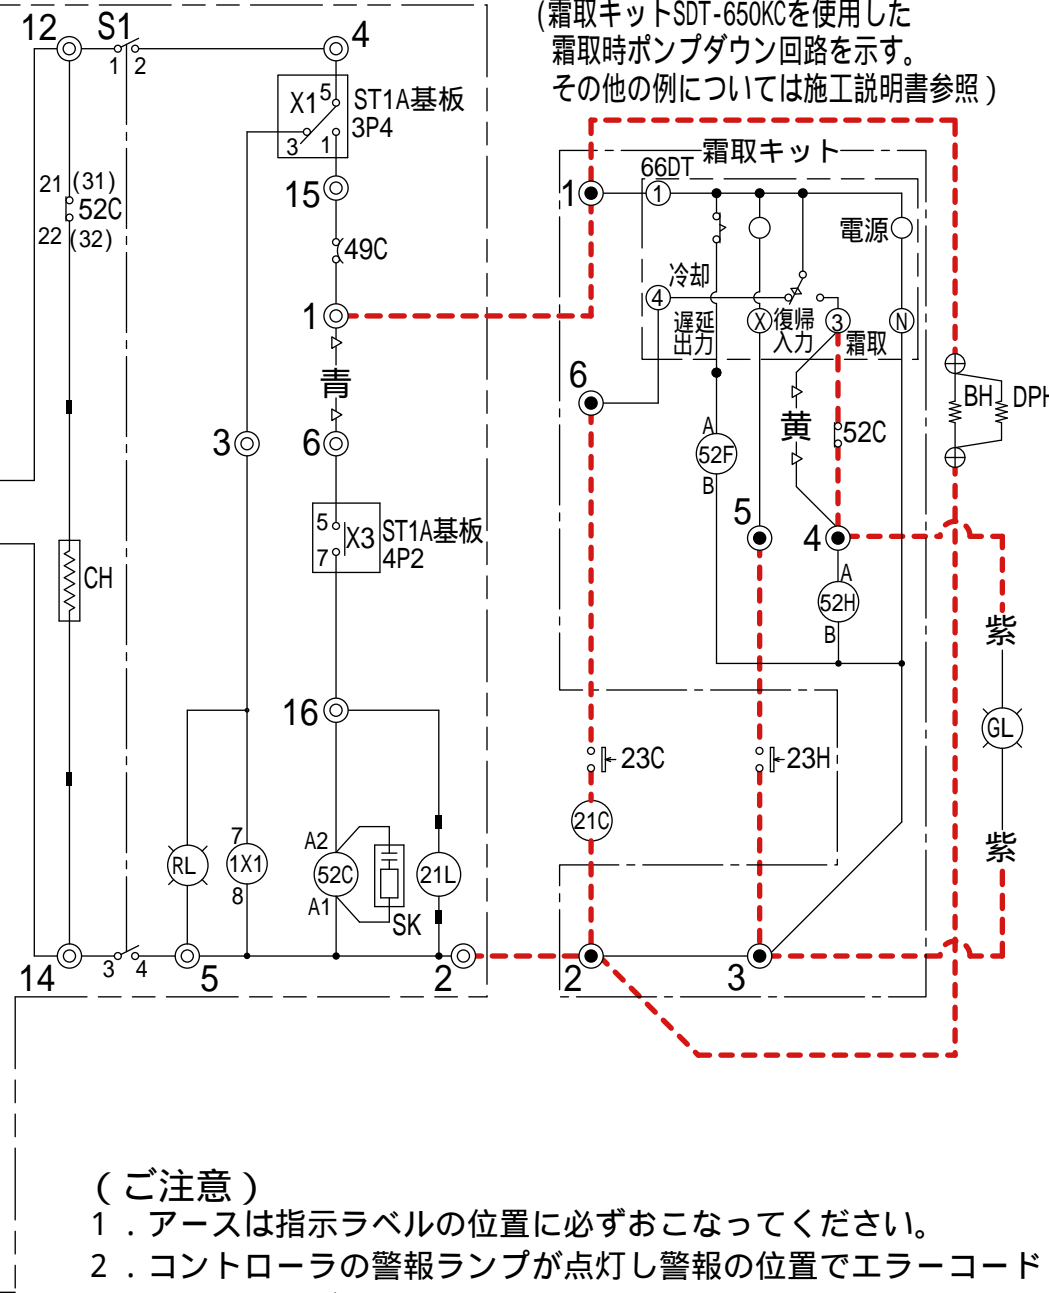 (霜取キットSDT-650KCを使用した
霜取時ポンプダウン回路を示す。
その他の例については施工説明書参照)
12
S1
1
2
4
X1
5
3
1
ST1A基板
3P4
霜取キット
66DT
1
1
21
(31)
52C
22
(32)
15
49C
電源
冷却
4
1
遅延
出力
X
復帰
入力
3
霜取
N
青
6
BH
DPH
3
6
A
52F
B
黄
52C
5
X3
7
ST1A基板
4P2
5
4
CH
A
52H
B
紫
16
GL
23C
23H
21C
紫
RL
7
1X1
8
A2
52C
A1
SK
21L
14
3
4
5
2
2
3
(ご注意)
1.アースは指示ラベルの位置に必ずおこなってください。
2.コントローラの警報ランプが点灯し警報の位置でエラーコード